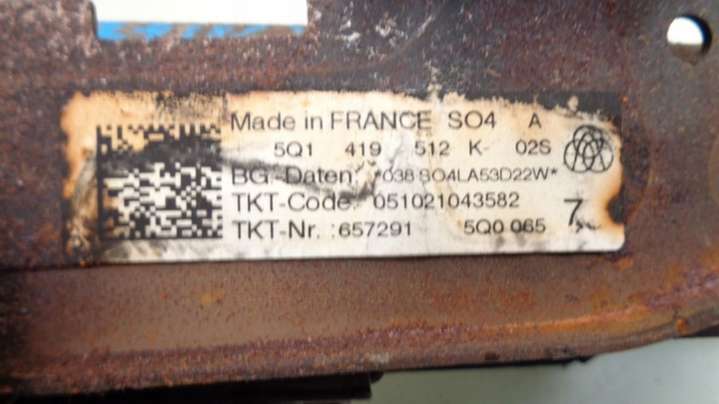 Made in FRANCE SO4 A
5Q1 419 512 K 02S
BG-Daten *038 SO4LA53D22W*
TKT-Code: 051021043582
TKT-Nr. :657291 5Q0 065 7